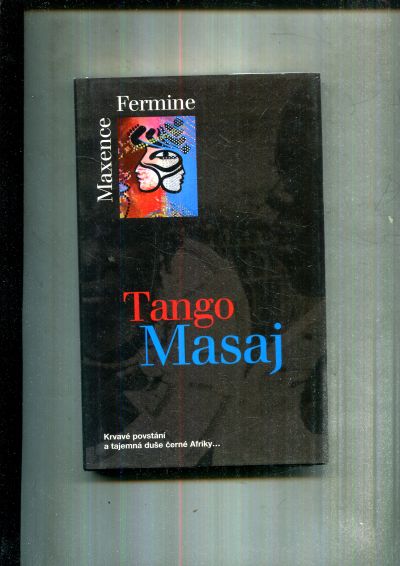 Maxence
Fermine
Tango
Masaj
Krvavé povstání
a tajemná duše černé Afriky...